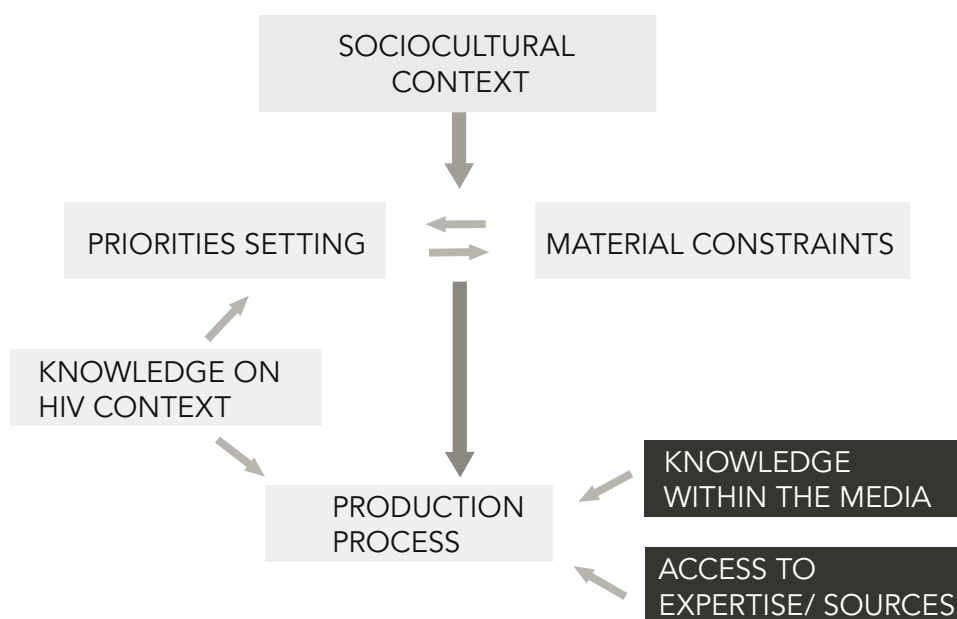 SOCIOCULTURAL
CONTEXT
PRIORITIES SETTING
MATERIAL CONSTRAINTS
KNOWLEDGE ON
HIV CONTEXT
KNOWLEDGE
WITHIN THE MEDIA
PRODUCTION
PROCESS
ACCESS TO
EXPERTISE/ SOURCES